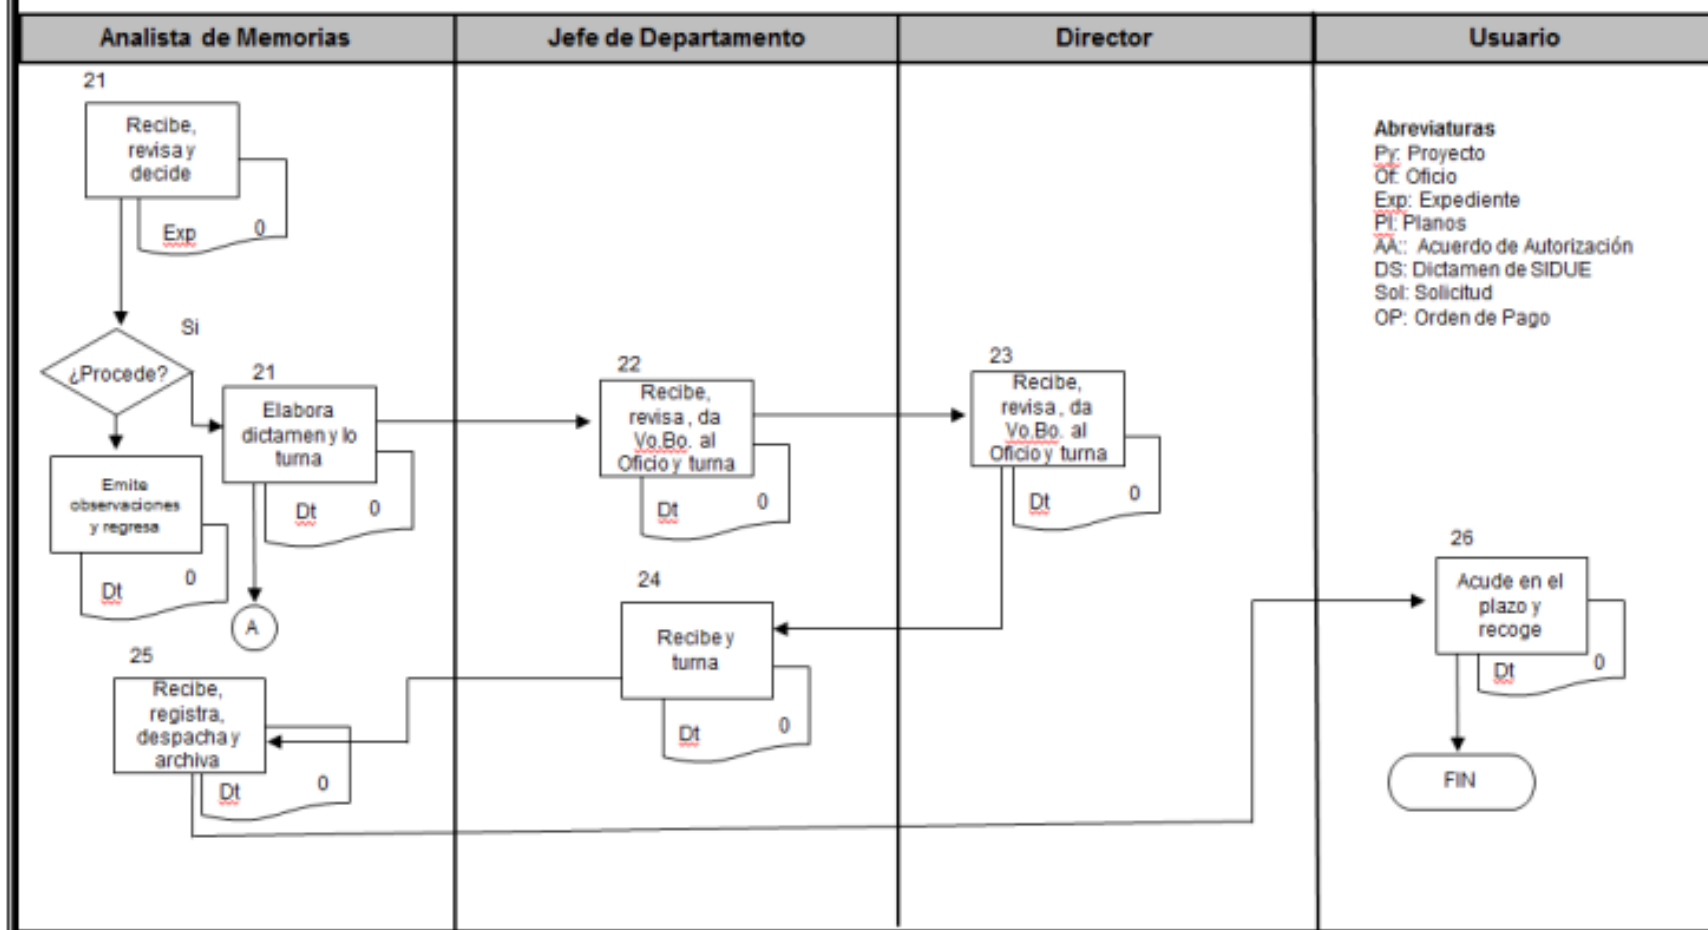 Analista de Memorias
Jefe de Departamento
Director
Usuario
21
Recibe,
revisa y
decide
Exp 0
Abreviaturas
Py: Proyecto
Of: Oficio
Exp: Expediente
Pl: Planos
AA:: Acuerdo de Autorización
DS: Dictamen de SIDUE
Sol: Solicitud
OP: Orden de Pago
Si
¿Procede?
21
Elabora
dictamen y lo
turna
Dt 0
22
Recibe,
revisa , da
Vo.Bo. al
Oficio y turna
Dt 0
23
Recibe,
revisa , da
Vo.Bo. al
Oficio y turna
Dt 0
Emite
observaciones
y regresa
Dt 0
A
24
Recibe y
turna
Dt 0
25
Recibe,
registra,
despacha y
archiva
Dt 0
26
Acude en el
plazo y
recoge
Dt 0
FIN